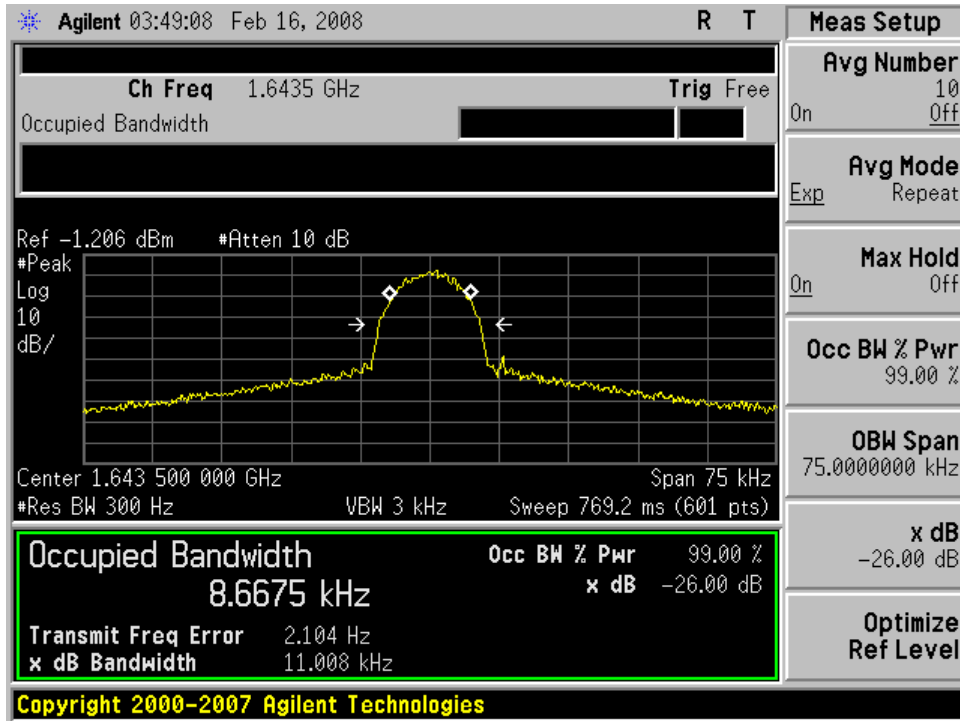 Agilent 03:49:08 Feb 16, 2008 R T
Ch Freq 1.6435 GHz Trig Free
Occupied Bandwidth
Ref -1.206 dBm #Atten 10 dB
#Peak
Log
10
dB/
Center 1.643 500 000 GHz Span 75 kHz
#Res BW 300 Hz VBW 3 kHz Sweep 769.2 ms (601 pts)
Occupied Bandwidth
8.6675 kHz
Occ BW % Pwr 99.00 %
x dB -26.00 dB
Transmit Freq Error 2.104 Hz
x dB Bandwidth 11.008 kHz
Copyright 2000-2007 Agilent Technologies
Meas Setup
Avg Number
10
On Off
Avg Mode
Exp Repeat
Max Hold
On Off
Occ BW % Pwr
99.00 %
OBW Span
75.0000000 kHz
x dB
-26.00 dB
Optimize
Ref Level